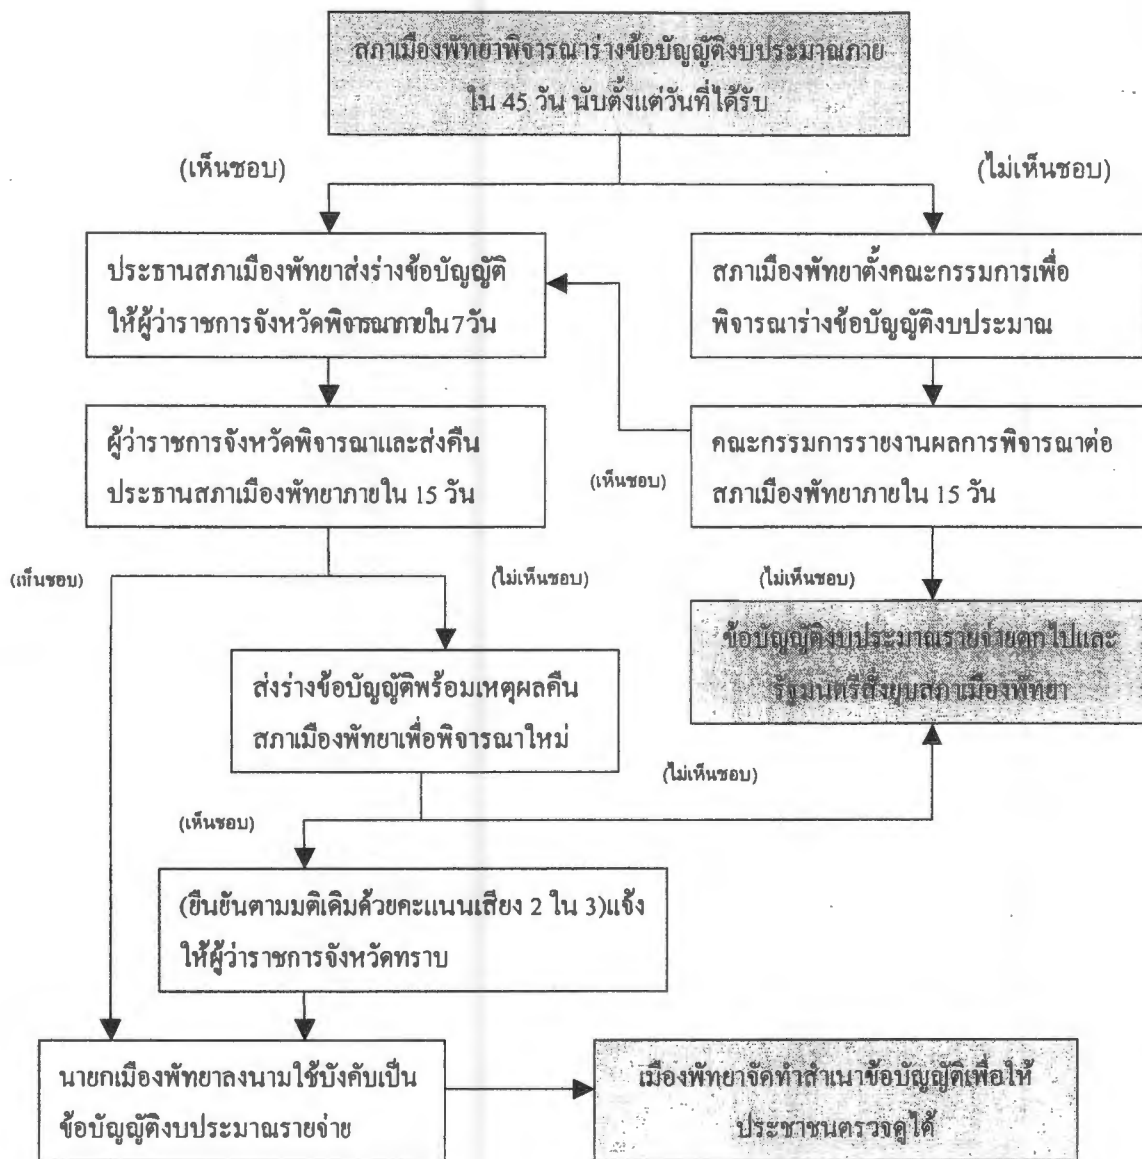 สภาเมืองพัทยาพิจารณาร่างข้อบัญญัติงบประมาณภาย
ใน 45 วัน นับตั้งแต่วันที่ได้รับ
(เห็นชอบ)
(ไม่เห็นชอบ)
ประธานสภาเมืองพัทยาส่งร่างข้อบัญญัติ
ให้ผู้ว่าราชการจังหวัดพิจารณาภายใน 7 วัน
สภาเมืองพัทยาตั้งคณะกรรมการเพื่อ
พิจารณาร่างข้อบัญญัติงบประมาณ
ผู้ว่าราชการจังหวัดพิจารณาและส่งคืน
ประธานสภาเมืองพัทยาภายใน 15 วัน
(เห็นชอบ)
คณะกรรมการรายงานผลการพิจารณาต่อ
สภาเมืองพัทยาภายใน 15 วัน
(เห็นชอบ)
(ไม่เห็นชอบ)
(ไม่เห็นชอบ)
ข้อบัญญัติงบประมาณรายจ่ายตกไปและ
รัฐมนตรีสั่งยุบสภาเมืองพัทยา
ส่งร่างข้อบัญญัติพร้อมเหตุผลคืน
สภาเมืองพัทยาเพื่อพิจารณาใหม่
(ไม่เห็นชอบ)
(เห็นชอบ)
(ยืนยันตามมติเดิมด้วยคะแนนเสียง 2 ใน 3)แจ้ง
ให้ผู้ว่าราชการจังหวัดทราบ
นายกเมืองพัทยาลงนามใช้บังคับเป็น
ข้อบัญญัติงบประมาณรายจ่าย
เมืองพัทยาจัดทำสำเนาข้อบัญญัติเพื่อให้
ประชาชนตรวจดูได้